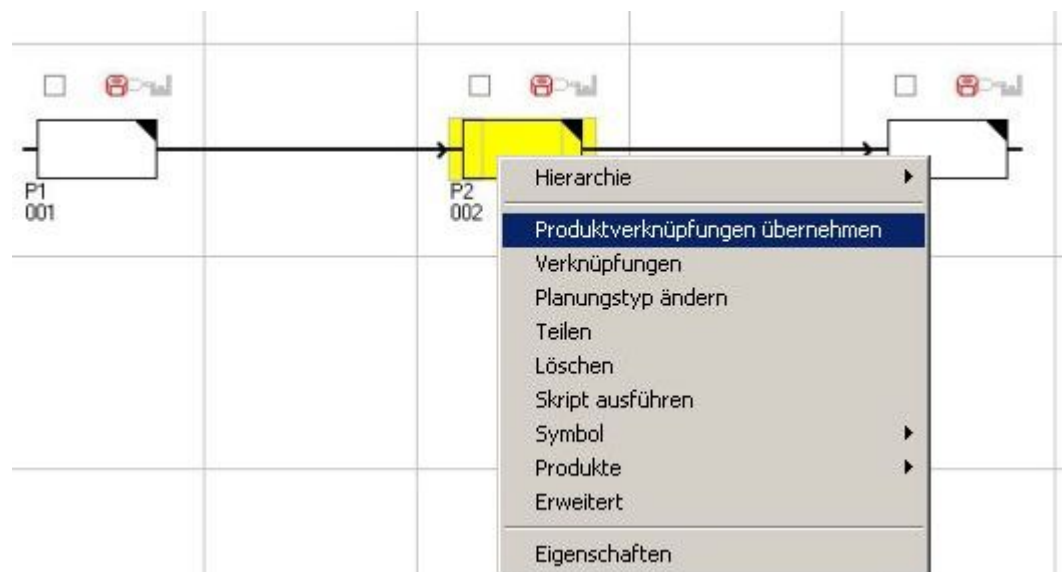 P1
001
P2
002
Hierarchie
Produktverknüpfungen übernehmen
Verknüpfungen
Planungstyp ändern
Teilen
Löschen
Skript ausführen
Symbol
Produkte
Erweitert
Eigenschaften